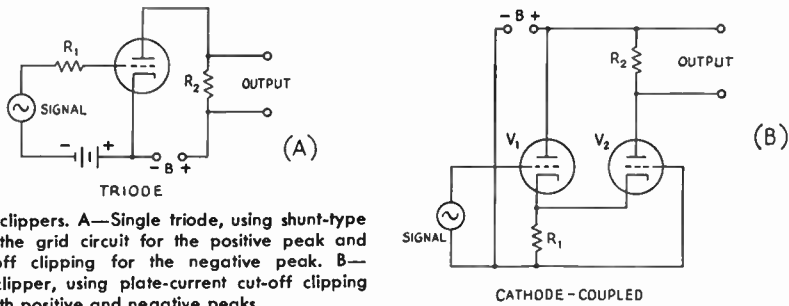 R1
SIGNAL
- +
- B +
R2
OUTPUT
(A)
TRIODE
clippers. A—Single triode, using shunt-type
the grid circuit for the positive peak and
off clipping for the negative peak. B—
clipper, using plate-current cut-off clipping
th positive and negative peaks
- B +
R2
OUTPUT
V1
V2
(B)
SIGNAL
R1
CATHODE-COUPLED